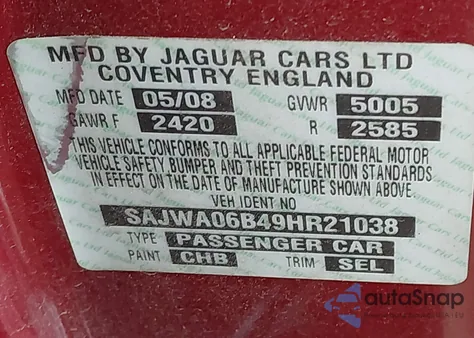 MFD BY JAGUAR CARS LTD
COVENTRY ENGLAND
MFD DATE 05/08 GVWR 5005
GAWR F 2420 R 2585
THIS VEHICLE CONFORMS TO ALL APPLICABLE FEDERAL MOTOR
VEHICLE SAFETY BUMPER AND THEFT PREVENTION STANDARDS
IN EFFECT ON THE DATE OF MANUFACTURE SHOWN ABOVE.
VEH IDENT NO
SAJWA06B49HR21038
TYPE PASSENGER CAR
PAINT CHB TRIM SEL
autoSnap